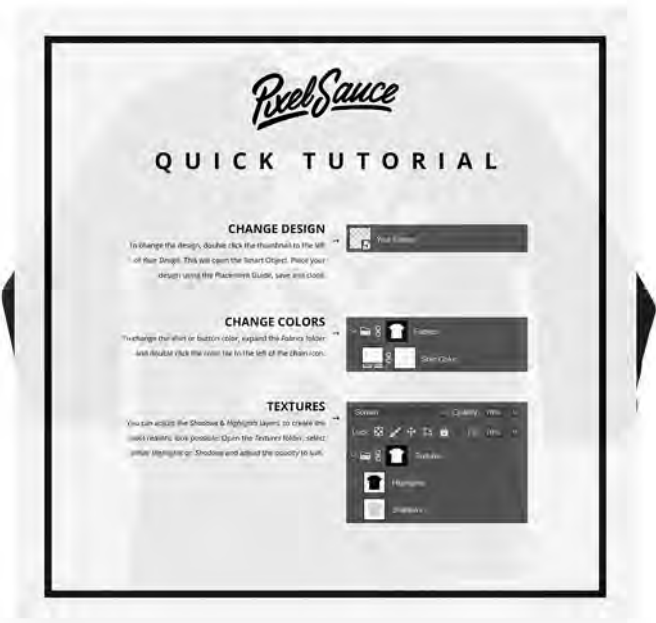 PixelSauce
QUICK TUTORIAL
CHANGE DESIGN
To change the design, double click the thumbnail to the left
of Your Design. This will open the Smart Object. Place your
design using the Placement Guide, save and close.
Your Design
CHANGE COLORS
To change the shirt or button color, expand the Fabrics folder
and double click the color tile to the left of the chain icon.
Fabrics
Shirt Color
TEXTURES
You can adjust the Shadows & Highlights layers, to create the
most realistic look possible. Open the Textures folder, select
either Highlights or Shadows and adjust the opacity to suit.
Screen
Opacity:
Lock:
Textures
Highlights
Shadows